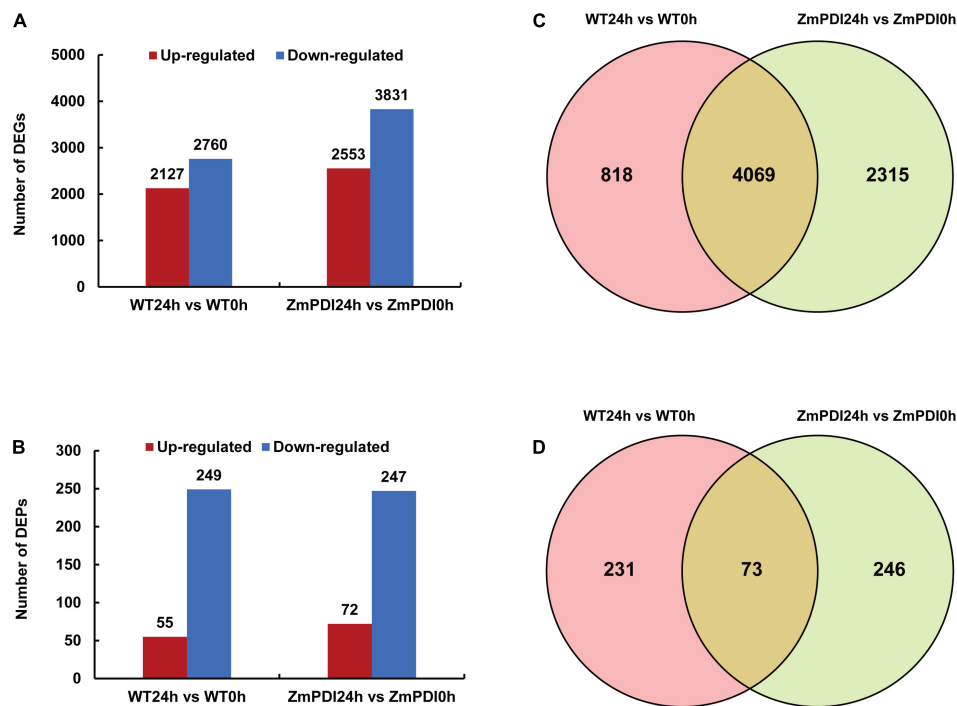 A
Up-regulated Down-regulated
Number of DEGs
5000
4000
3000
2000
1000
0
2127
2760
2553
3831
WT24h vs WT0h
ZmPDI24h vs ZmPDI0h
C
WT24h vs WT0h
ZmPDI24h vs ZmPDI0h
818
4069
2315
B
Up-regulated Down-regulated
Number of DEPs
300
250
200
150
100
50
0
55
249
72
247
WT24h vs WT0h
ZmPDI24h vs ZmPDI0h
D
WT24h vs WT0h
ZmPDI24h vs ZmPDI0h
231
73
246